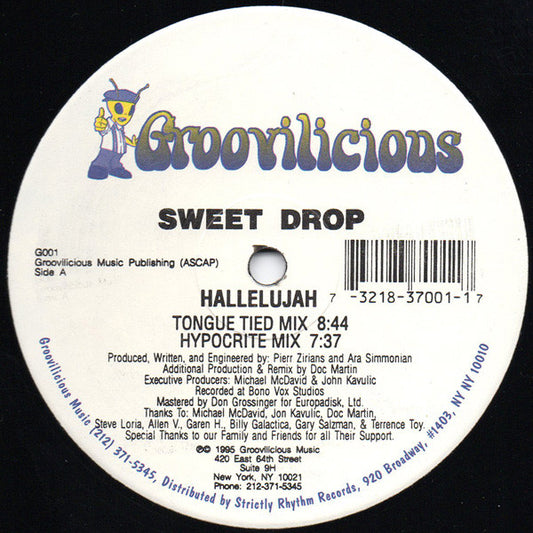 Groovilicious
SWEET DROP
G001
Groovilicious Music Publishing (ASCAP)
Side A
HALLELUJAH
7 -3218-37001-1 7
TONGUE TIED MIX 8:44
HYPOCRITE MIX 7:37
Produced, Written, and Engineered by: Pierr Zirians and Ara Simmonian
Additional Production & Remix by Doc Martin
Executive Producers: Michael McDavid & John Kavulic
Recorded at Bono Vox Studios
Mastered by Don Grossinger for Europadisk, Ltd.
Thanks To: Michael McDavid, Jon Kavulic, Doc Martin,
Steve Loria, Allen V., Garen H., Billy Galactica, Gary Salzman, & Terrence Toy.
Special Thanks to our Family and Friends for all Their Support.
℗ © 1995 Groovilicious Music
420 East 64th Street
Suite 9H
New York, NY 10021
Phone: 212-371-5345
Groovilicious Music (212) 371-5345, Distributed by Strictly Rhythm Records, 920 Broadway, #1403, NY NY 10010